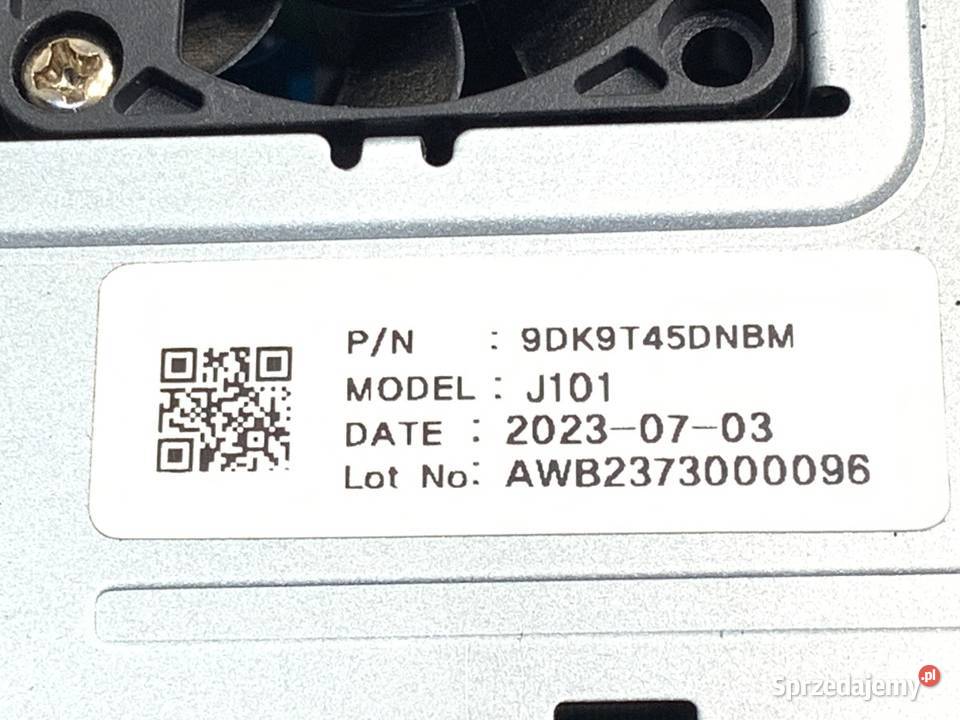 P/N : 9DK9T45DNBM
MODEL : J101
DATE : 2023-07-03
Lot No: AWB2373000096
Sprzedajemy.pl